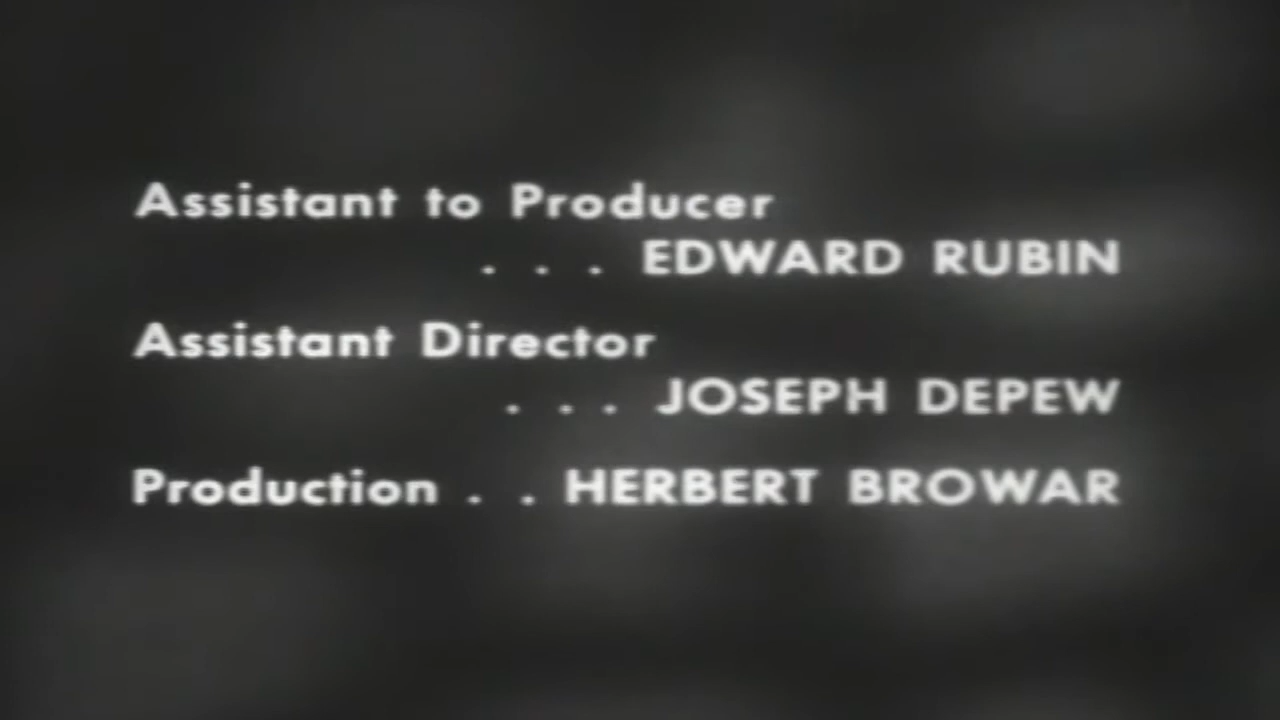 Assistant to Producer
. . . EDWARD RUBIN
Assistant Director
. . . JOSEPH DEPEW
Production . . HERBERT BROWAR